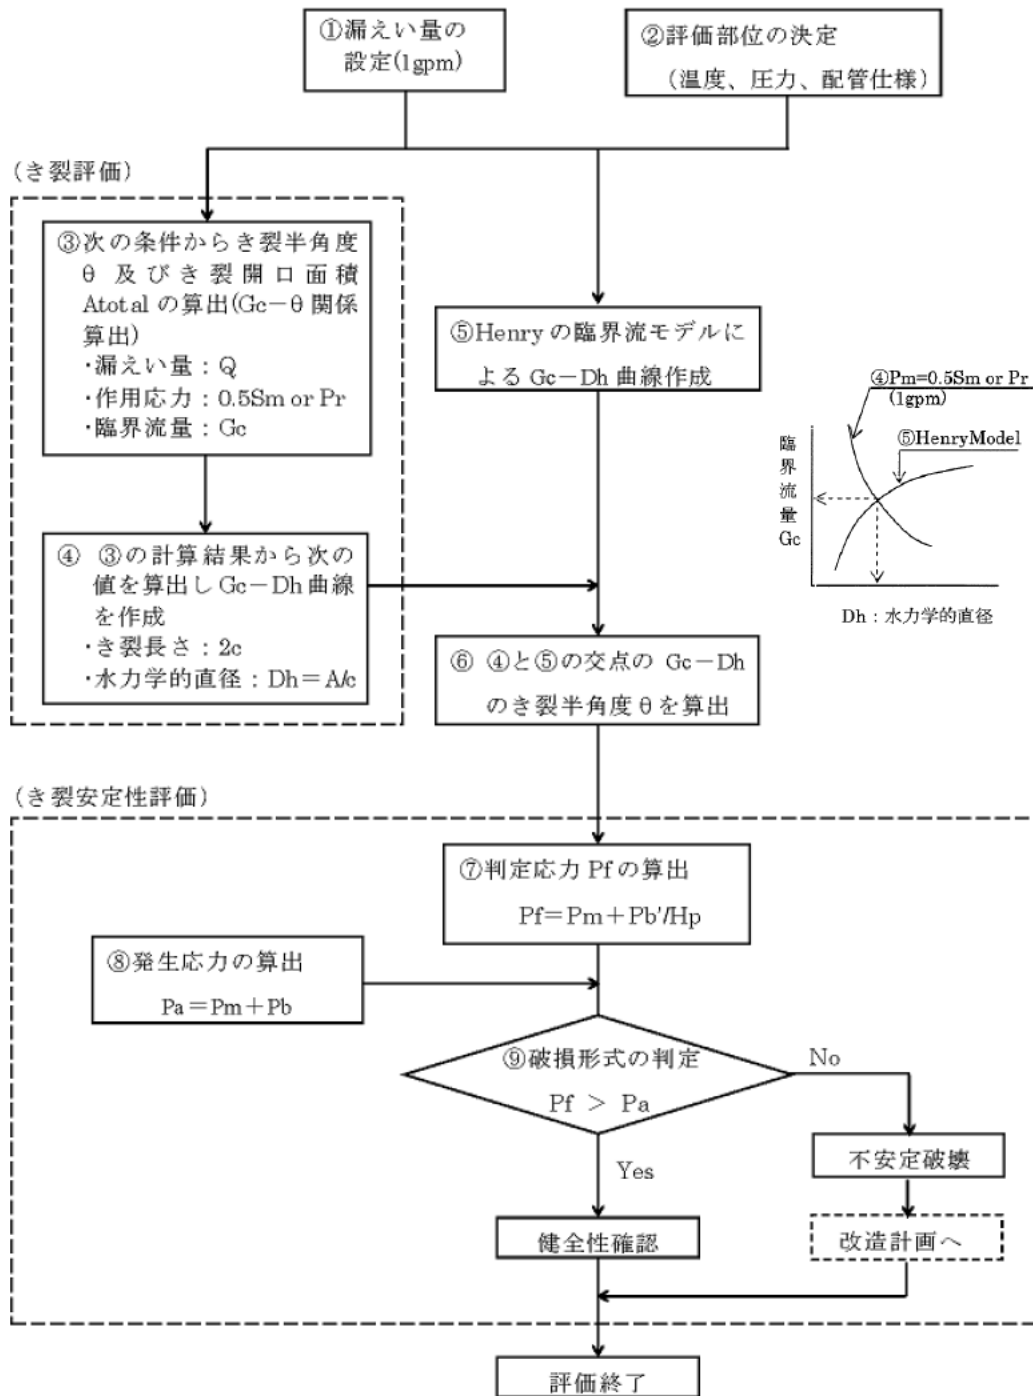 ①漏えい量の
設定(1gpm)
②評価部位の決定
(温度、圧力、配管仕様)
(き裂評価)
③次の条件からき裂半角度
θ 及びき裂開口面積
Atotalの算出(Gc−θ関係
算出)
・漏えい量：Q
・作用応力：0.5Sm or Pr
・臨界流量：Gc
⑤Henryの臨界流モデルに
よるGc−Dh曲線作成
④Pm=0.5Sm or Pr
(1gpm)
⑤HenryModel
臨界流量Gc
Dh：水力学的直径
④ ③の計算結果から次の
値を算出しGc−Dh曲線
を作成
・き裂長さ：2c
・水力学的直径：Dh＝A/c
⑥ ④と⑤の交点の Gc−Dh
のき裂半角度θを算出
(き裂安定性評価)
⑦判定応力Pfの算出
Pf＝Pm＋Pb'/Hp
⑧発生応力の算出
Pa＝Pm＋Pb
⑨破損形式の判定
Pf ＞ Pa
No
Yes
不安定破壊
健全性確認
改造計画へ
評価終了